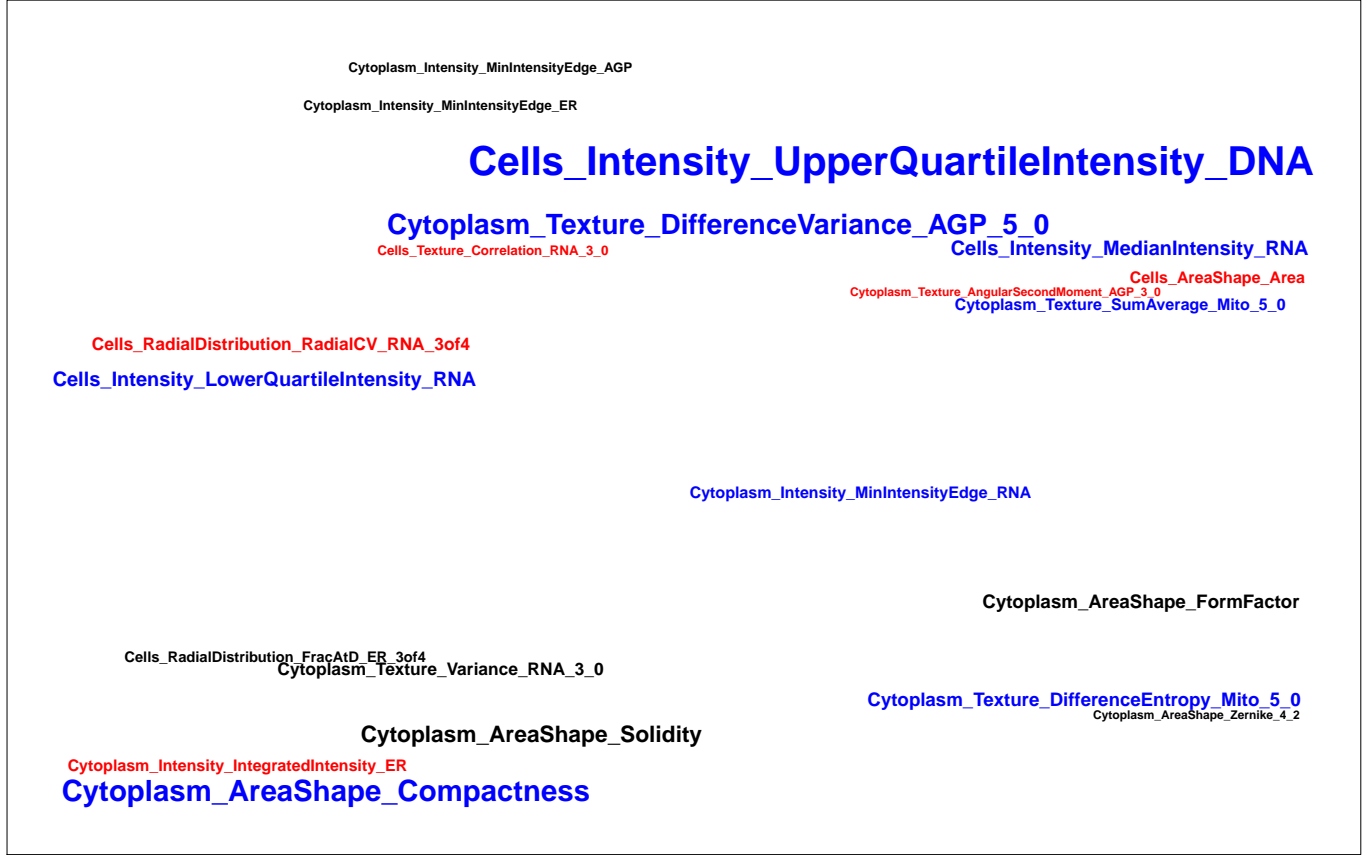 Cytoplasm_Intensity_MinIntensityEdge_AGP
Cytoplasm_Intensity_MinIntensityEdge_ER
Cells_Intensity_UpperQuartileIntensity_DNA
Cytoplasm_Texture_DifferenceVariance_AGP_5_0
Cells_Texture_Correlation_RNA_3_0
Cells_Intensity_MedianIntensity_RNA
Cells_AreaShape_Area
Cytoplasm_Texture_AngularSecondMoment_AGP_3_0
Cytoplasm_Texture_SumAverage_Mito_5_0
Cells_RadialDistribution_RadialCV_RNA_3of4
Cells_Intensity_LowerQuartileIntensity_RNA
Cytoplasm_Intensity_MinIntensityEdge_RNA
Cytoplasm_AreaShape_FormFactor
Cells_RadialDistribution_FracAtD_ER_3of4
Cytoplasm_Texture_Variance_RNA_3_0
Cytoplasm_Texture_DifferenceEntropy_Mito_5_0
Cytoplasm_AreaShape_Zernike_4_2
Cytoplasm_AreaShape_Solidity
Cytoplasm_Intensity_IntegratedIntensity_ER
Cytoplasm_AreaShape_Compactness